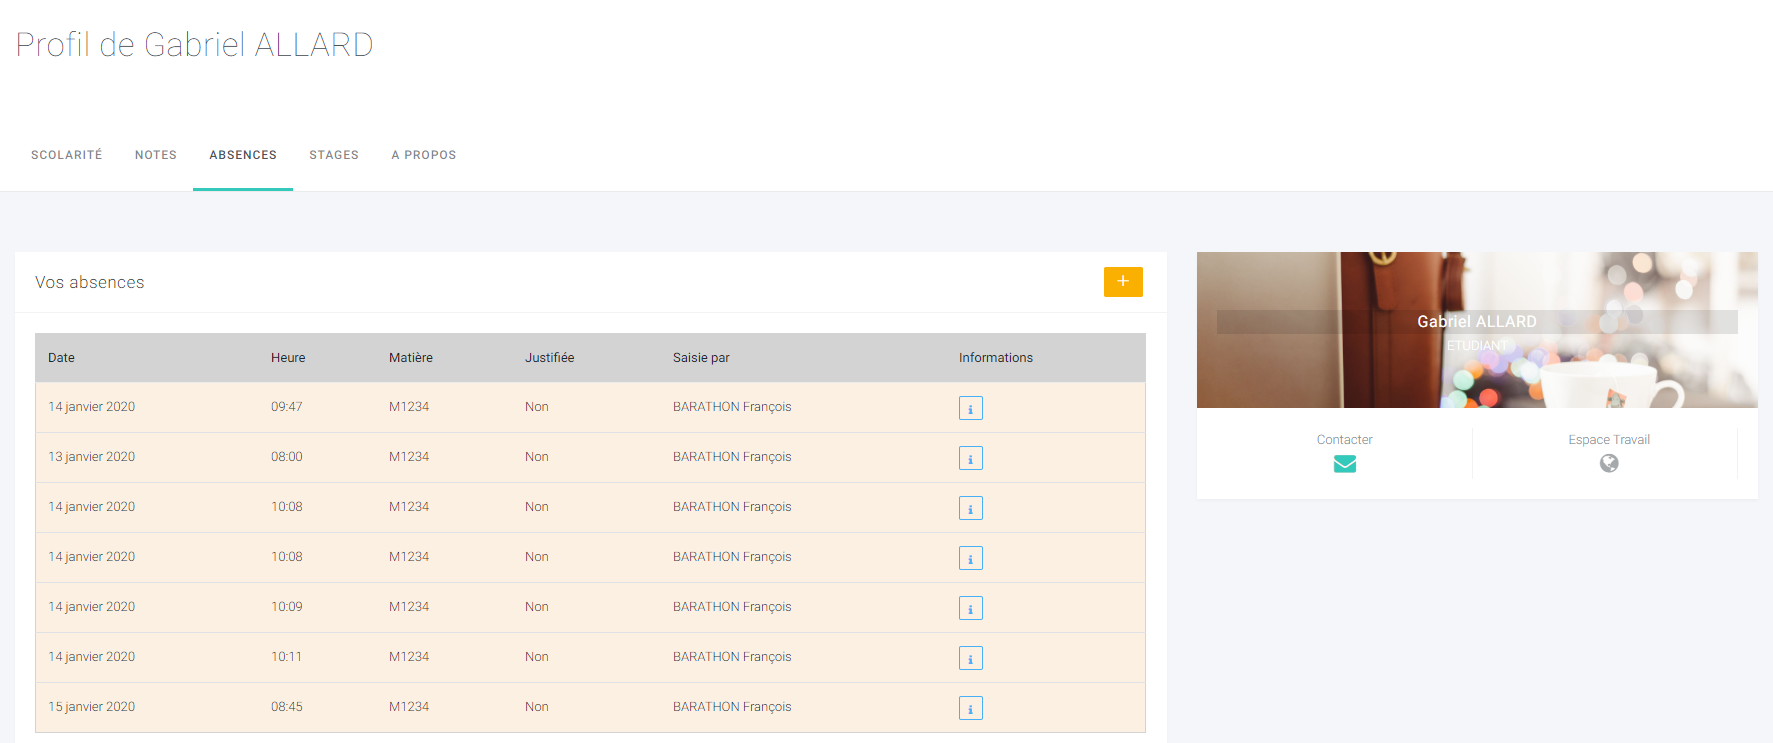 Profil de Gabriel ALLARD
SCOLARITÉ NOTES ABSENCES STAGES A PROPOS
Vos absences
+
Date Heure Matière Justifiée Saisie par Informations
14 janvier 2020 09:47 M1234 Non BARATHON François i
13 janvier 2020 08:00 M1234 Non BARATHON François i
14 janvier 2020 10:08 M1234 Non BARATHON François i
14 janvier 2020 10:08 M1234 Non BARATHON François i
14 janvier 2020 10:09 M1234 Non BARATHON François i
14 janvier 2020 10:11 M1234 Non BARATHON François i
15 janvier 2020 08:45 M1234 Non BARATHON François i
Gabriel ALLARD
ETUDIANT
Contacter Espace Travail